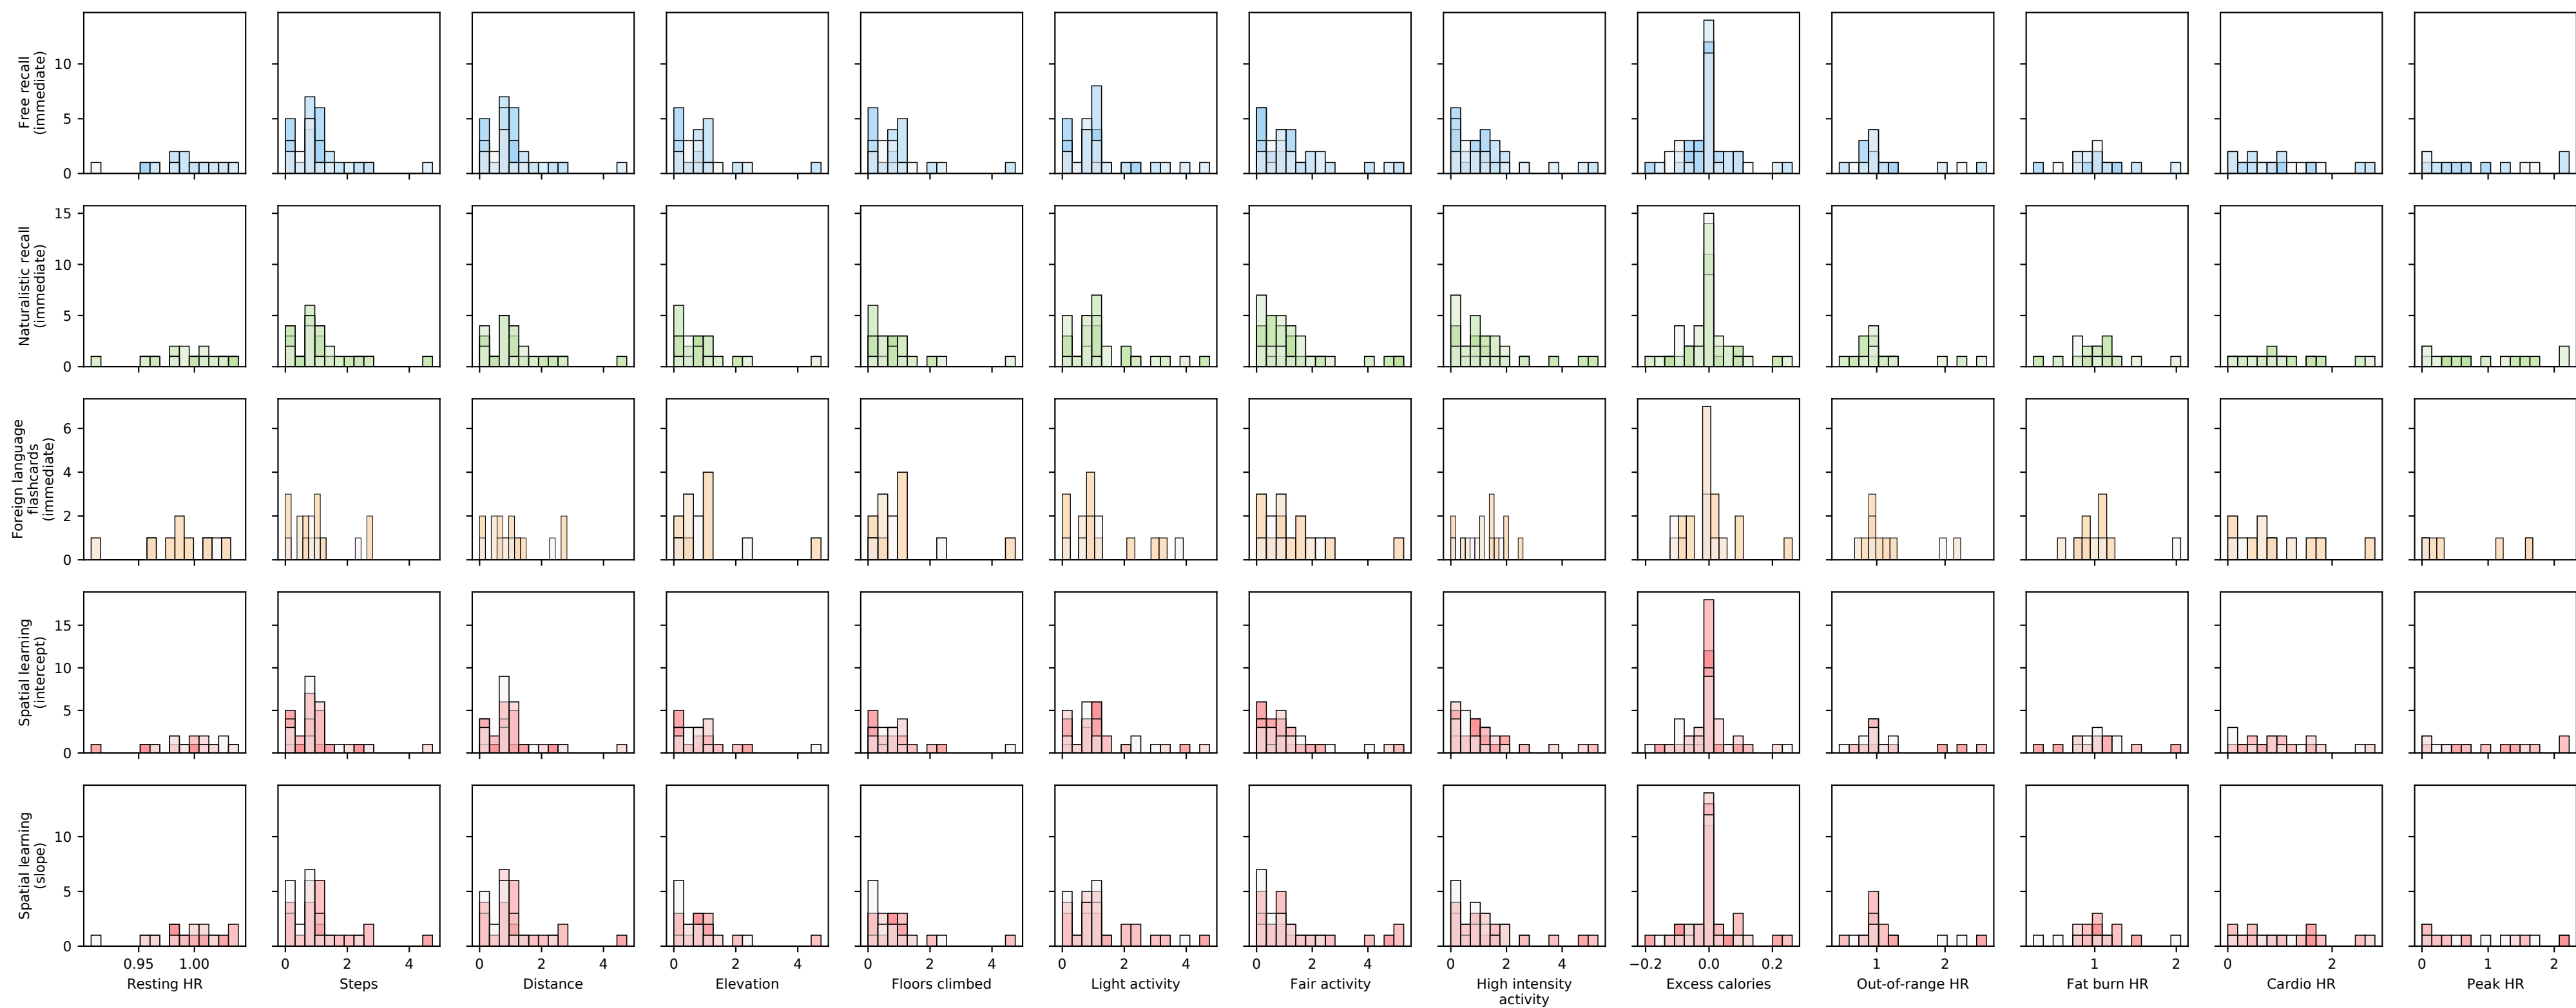 Free recall
(immediate)
10
5
0
Naturalistic recall
(immediate)
15
10
5
0
Foreign language
flashcards
(immediate)
6
4
2
0
Spatial learning
(intercept)
15
10
5
0
Spatial learning
(slope)
10
5
0
0.95 1.00
Resting HR
0 2 4
Steps
0 2 4
Distance
0 2 4
Elevation
0 2 4
Floors climbed
0 2 4
Light activity
0 2 4
Fair activity
0 2 4
High intensity
activity
−0.2 0.0 0.2
Excess calories
1 2
Out-of-range HR
1 2
Fat burn HR
0 2
Cardio HR
0 1 2
Peak HR